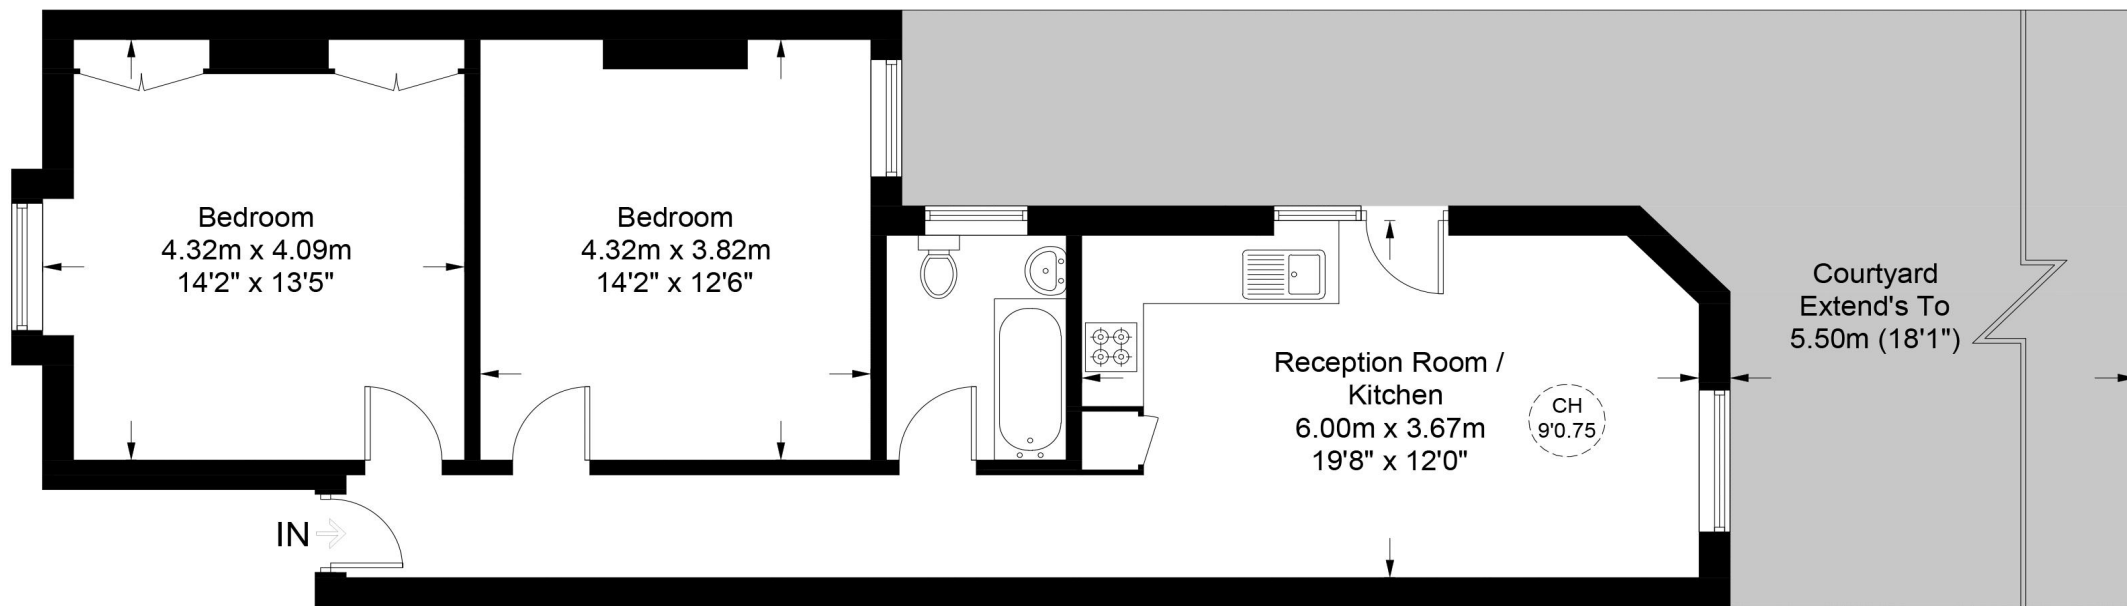 Bedroom
4.32m x 4.09m
14'2" x 13'5"
Bedroom
4.32m x 3.82m
14'2" x 12'6"
Reception Room /
Kitchen
6.00m x 3.67m
19'8" x 12'0"
CH
9'0.75
Courtyard
Extend's To
5.50m (18'1")
IN